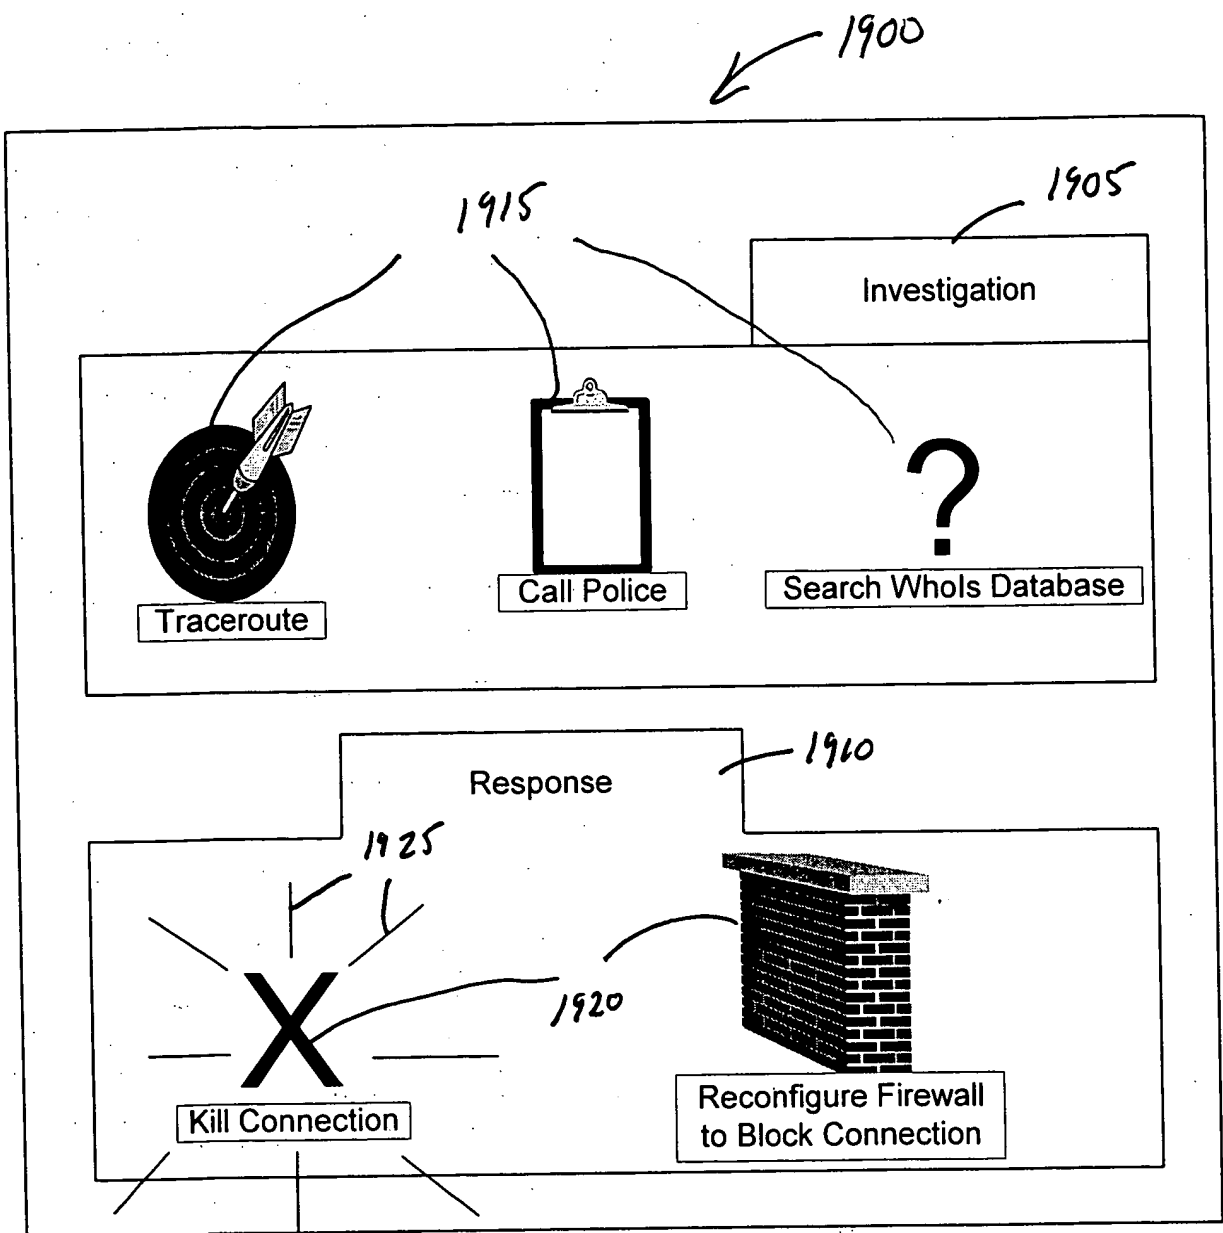 1900
1915
1905
Investigation
Traceroute
Call Police
Search WhoIs Database
Response
1910
1925
1920
Kill Connection
Reconfigure Firewall
to Block Connection